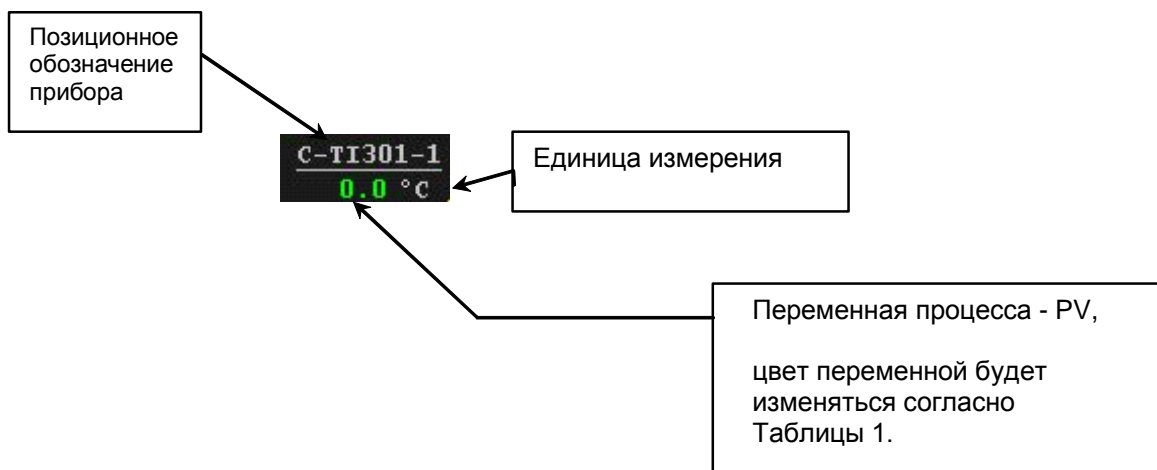 Позиционное
обозначение
прибора
C-TI301-1
0.0 °C
Единица измерения
Переменная процесса - PV,
цвет переменной будет
изменяться согласно
Таблицы 1.